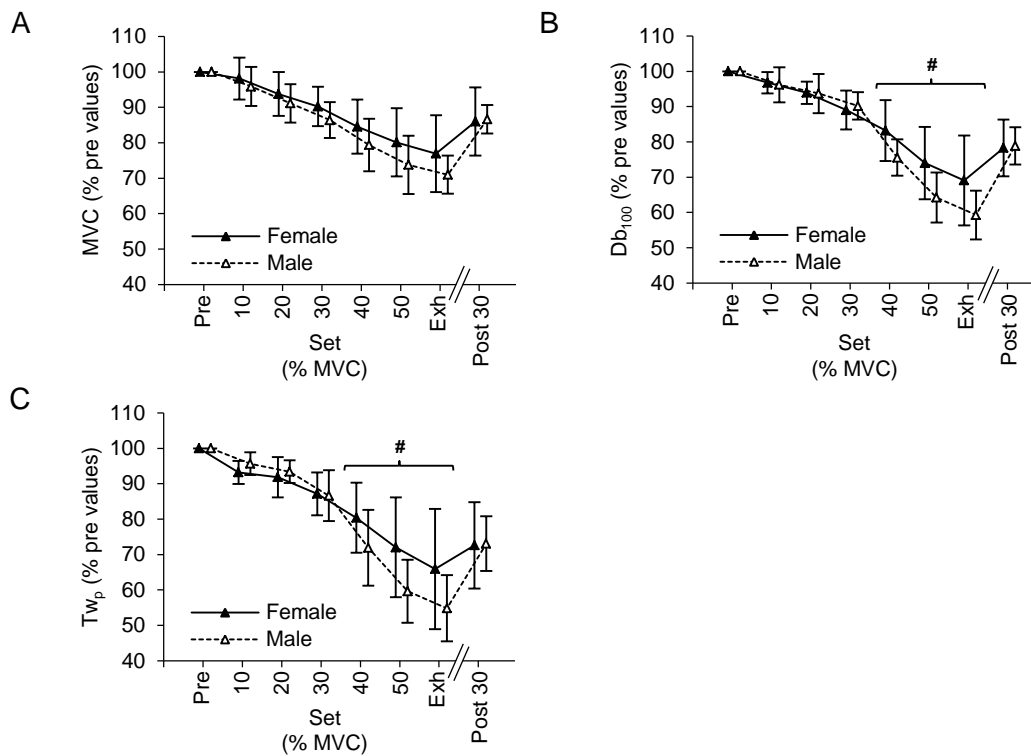 A
110
100
90
80
70
60
50
40
MVC (% pre values)
Female
Male
Pre
10
20
30
40
50
Exh
Post 30
Set
(% MVC)
B
110
100
90
80
70
60
50
40
Db100 (% pre values)
#
Female
Male
Pre
10
20
30
40
50
Exh
Post 30
Set
(% MVC)
C
110
100
90
80
70
60
50
40
Twp (% pre values)
#
Female
Male
Pre
10
20
30
40
50
Exh
Post 30
Set
(% MVC)